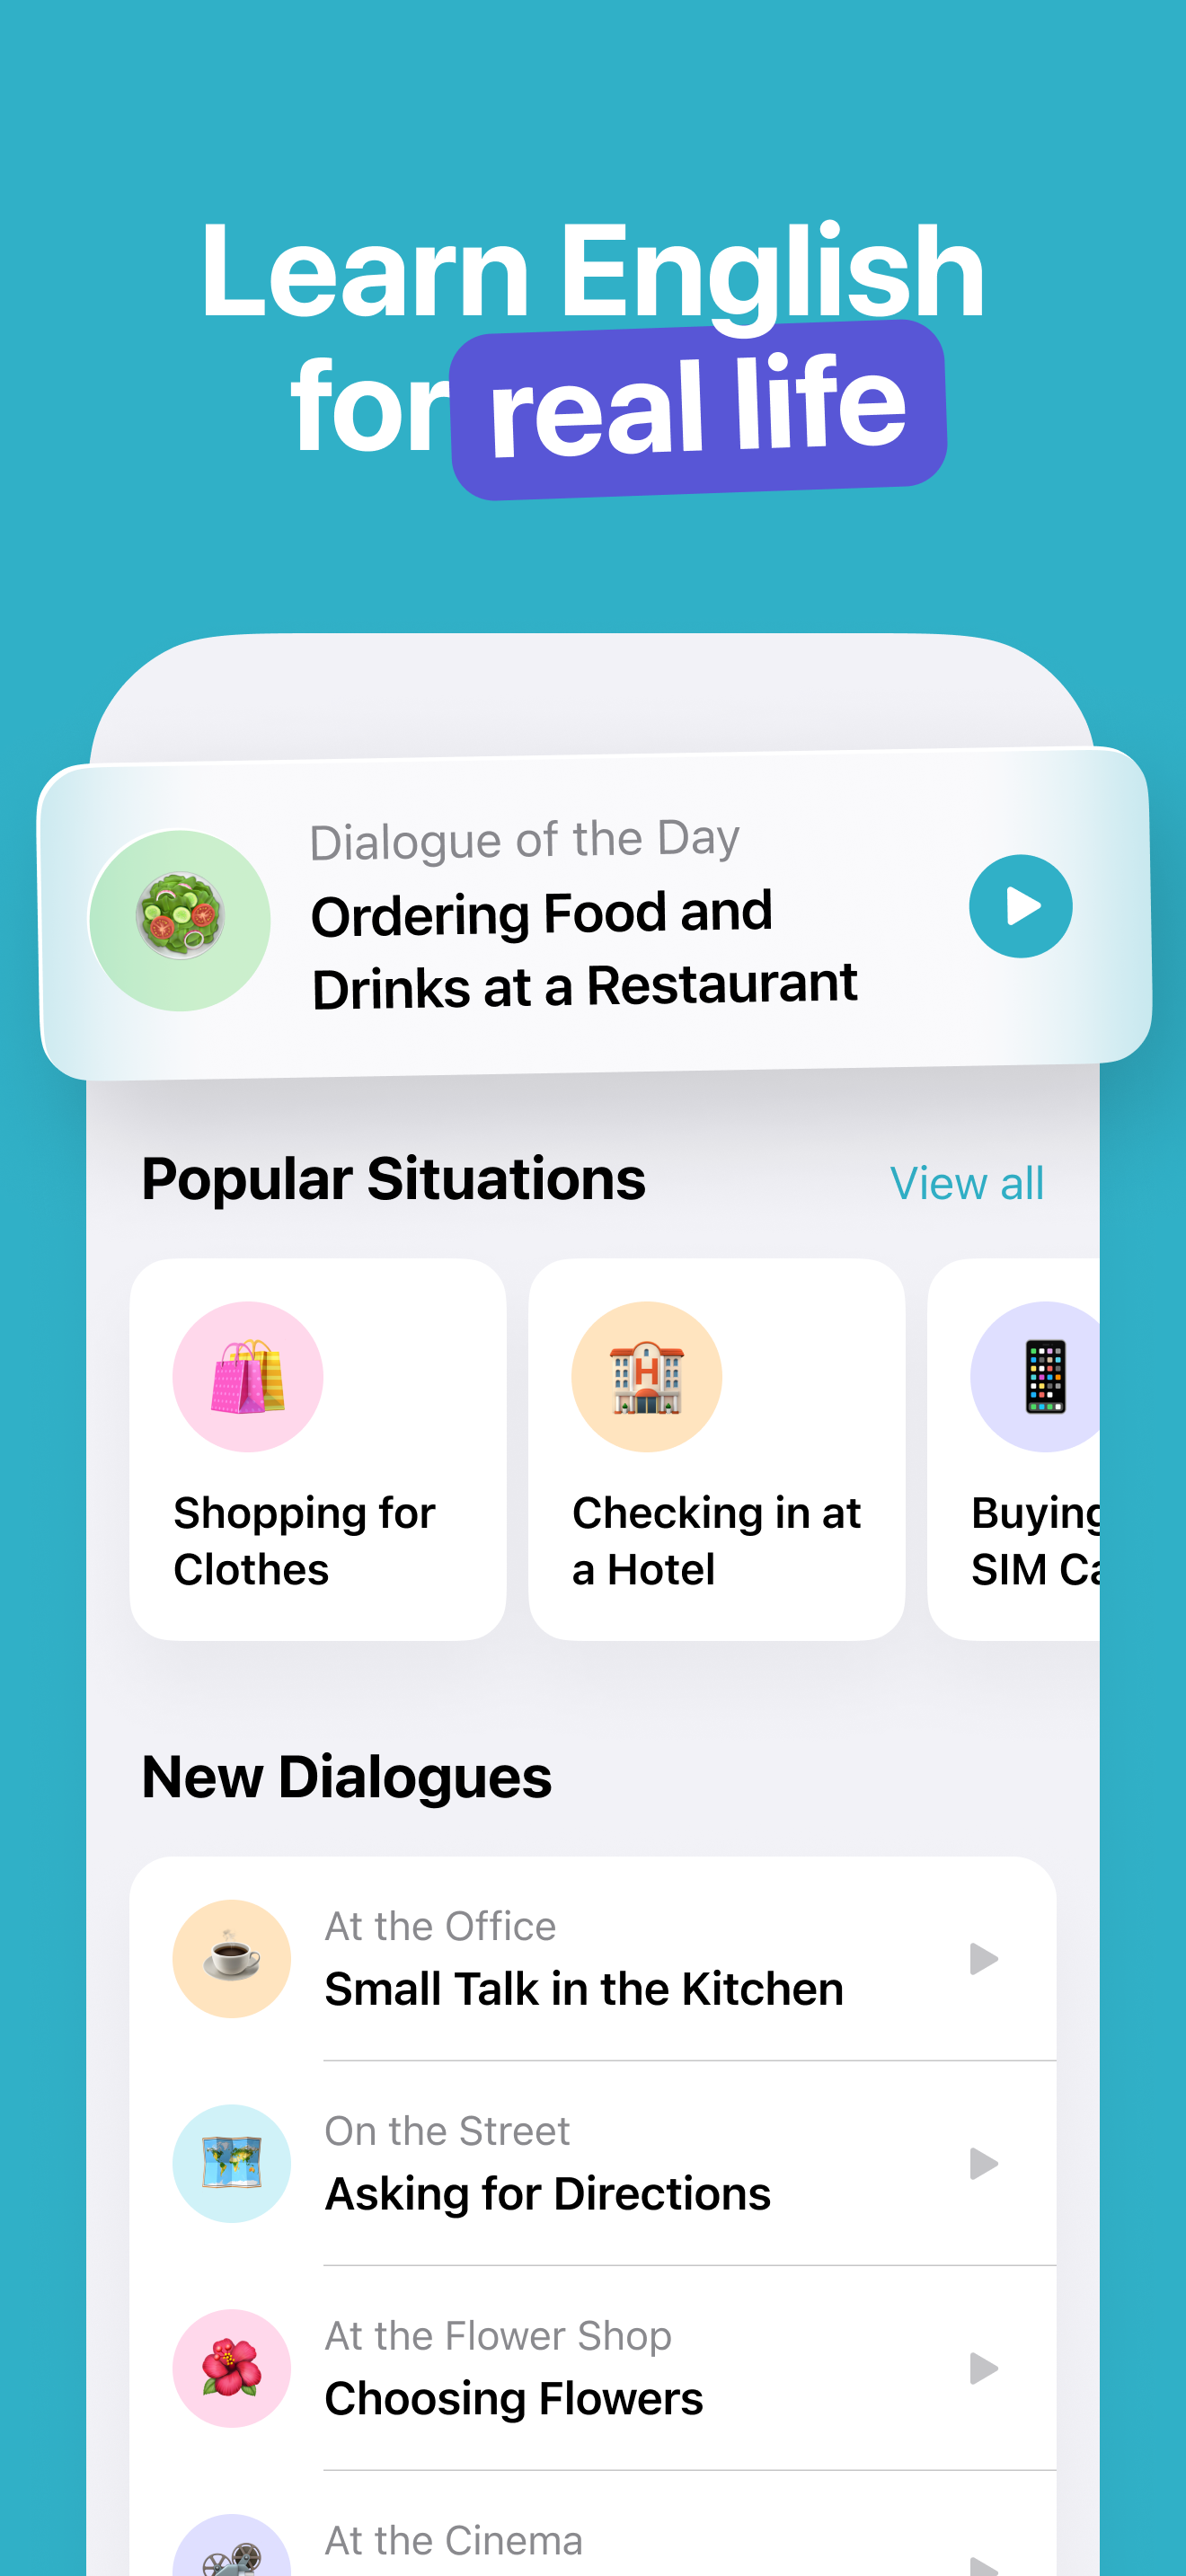 Learn English
for real life
Dialogue of the Day
Ordering Food and
Drinks at a Restaurant
Popular Situations
View all
Shopping for
Clothes
Checking in at
a Hotel
Buying
SIM
New Dialogues
At the Office
Small Talk in the Kitchen
On the Street
Asking for Directions
At the Flower Shop
Choosing Flowers
At the Cinema